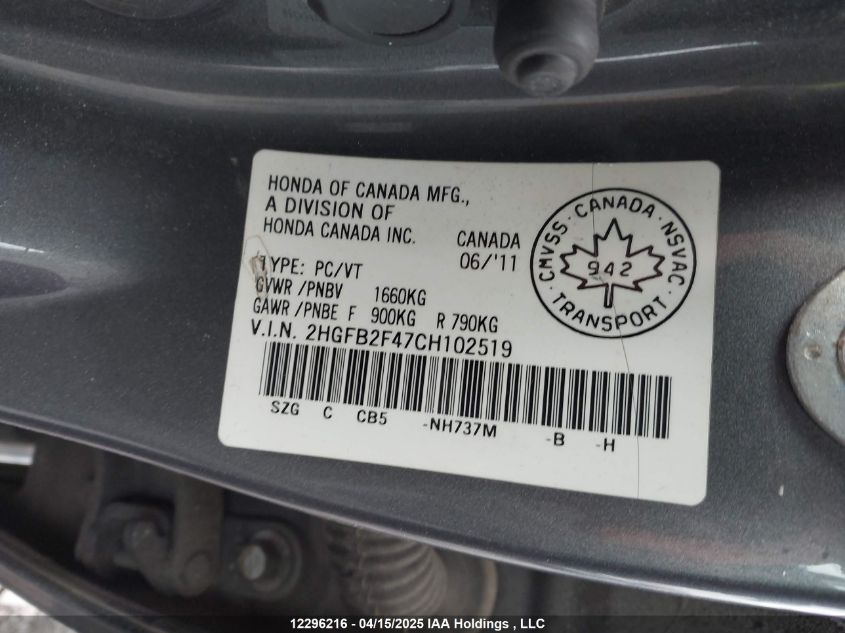 HONDA OF CANADA MFG.,
A DIVISION OF
HONDA CANADA INC.
CANADA
06/'11
TYPE: PC/VT
GVWR /PNBV 1660KG
GAWR /PNBE F 900KG R 790KG
V.I.N. 2HGFB2F47CH102519
SZG C CB5 -NH737M -B -H
CMVSS · CANADA · NSVAC
942
TRANSPORT
12296216 - 04/15/2025 IAA Holdings , LLC